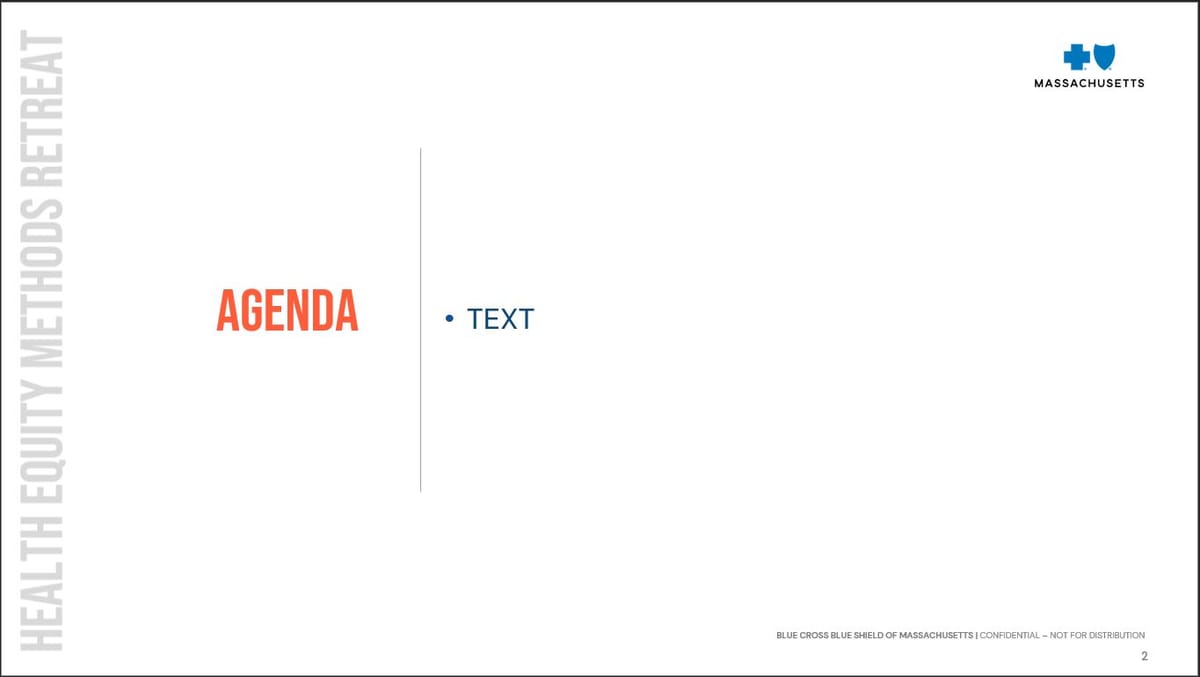 HEALTH EQUITY METHODS RETREAT
MASSACHUSETTS
AGENDA
• TEXT
BLUE CROSS BLUE SHIELD OF MASSACHUSETTS | CONFIDENTIAL – NOT FOR DISTRIBUTION
2